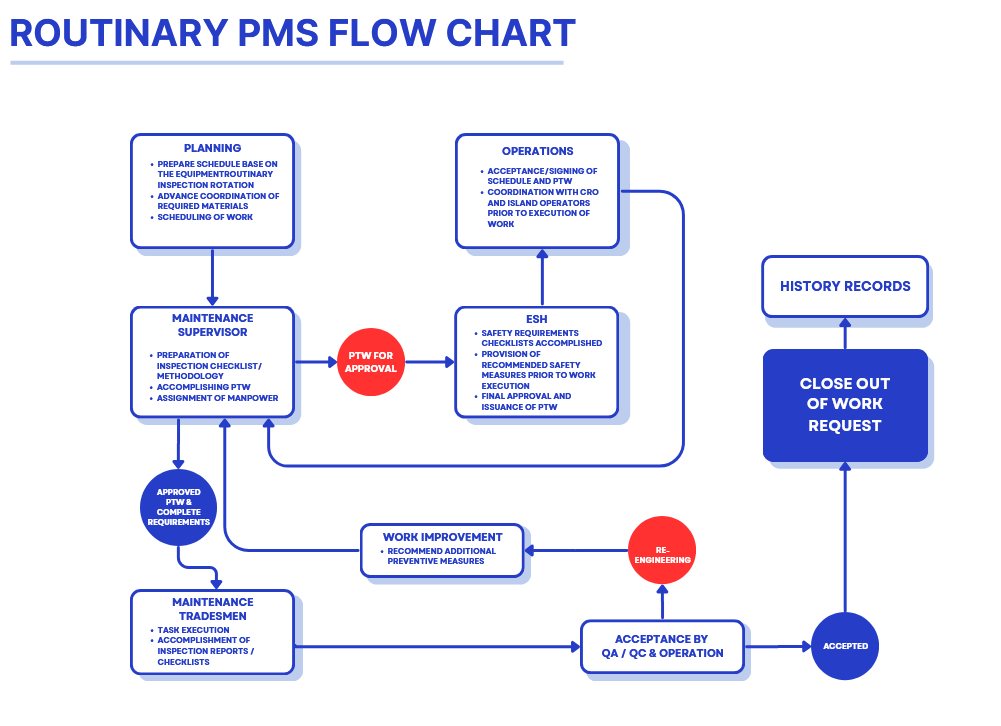 ROUTINARY PMS FLOW CHART
PLANNING
• PREPARE SCHEDULE BASE ON
THE EQUIPMENTROUTINARY
INSPECTION ROTATION
• ADVANCE COORDINATION OF
REQUIRED MATERIALS
• SCHEDULING OF WORK
OPERATIONS
• ACCEPTANCE/SIGNING OF
SCHEDULE AND PTW
• COORDINATION WITH CRO
AND ISLAND OPERATORS
PRIOR TO EXECUTION OF
WORK
MAINTENANCE
SUPERVISOR
• PREPARATION OF
INSPECTION CHECKLIST/
METHODOLOGY
• ACCOMPLISHING PTW
• ASSIGNMENT OF MANPOWER
PTW FOR
APPROVAL
ESH
• SAFETY REQUIREMENTS
CHECKLISTS ACCOMPLISHED
• PROVISION OF
RECOMMENDED SAFETY
MEASURES PRIOR TO WORK
EXECUTION
• FINAL APPROVAL AND
ISSUANCE OF PTW
HISTORY RECORDS
CLOSE OUT
OF WORK
REQUEST
APPROVED
PTW &
COMPLETE
REQUIREMENTS
WORK IMPROVEMENT
• RECOMMEND ADDITIONAL
PREVENTIVE MEASURES
RE-
ENGINEERING
MAINTENANCE
TRADESMEN
• TASK EXECUTION
• ACCOMPLISHMENT OF
INSPECTION REPORTS /
CHECKLISTS
ACCEPTANCE BY
QA / QC & OPERATION
ACCEPTED